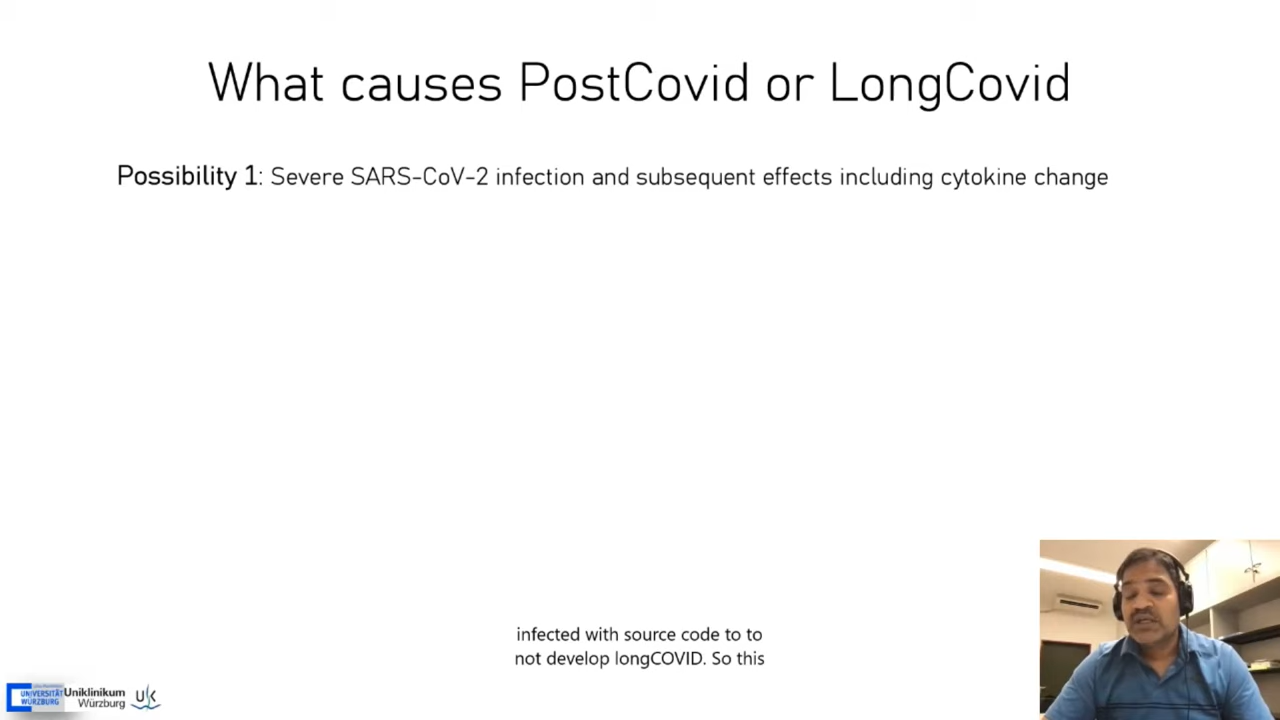 What causes PostCovid or LongCovid
Possibility 1: Severe SARS-CoV-2 infection and subsequent effects including cytokine change
infected with source code to to
not develop longCOVID. So this
UNIVERSITÄT
WÜRZBURG
Uniklinikum
Würzburg
UK